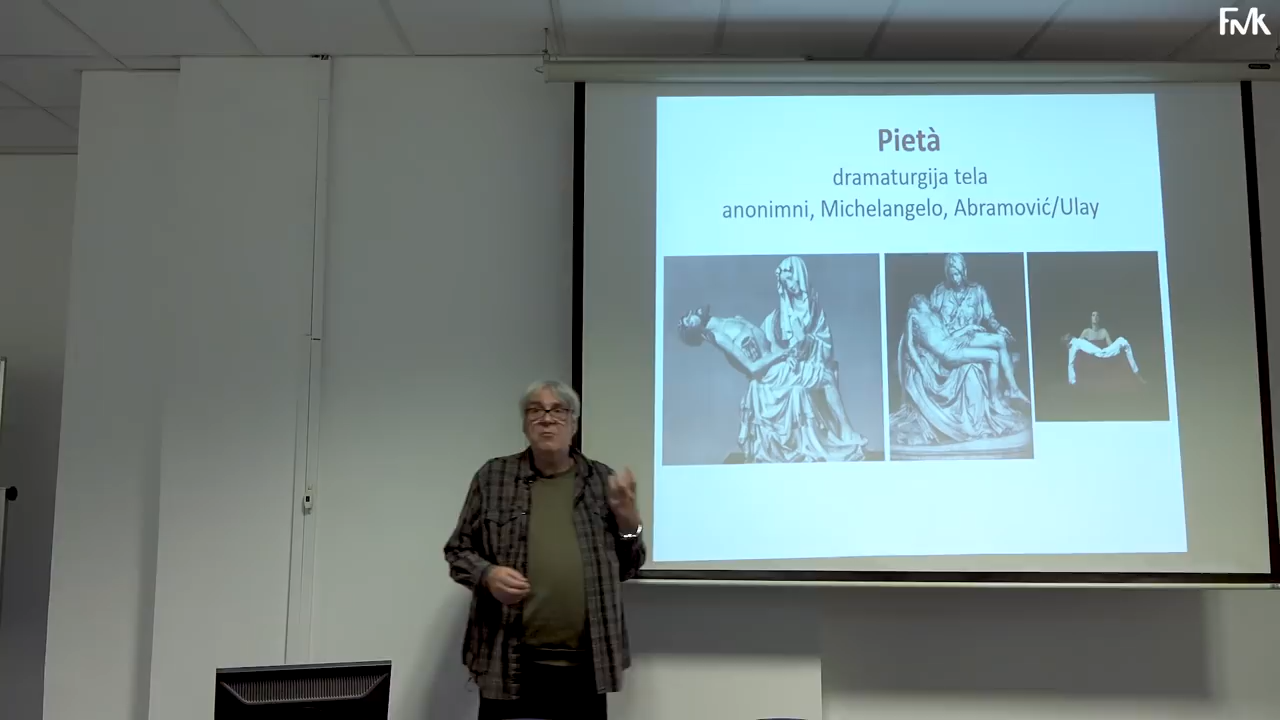 FMK
Pietà
dramaturgija tela
anonimni, Michelangelo, Abramović/Ulay